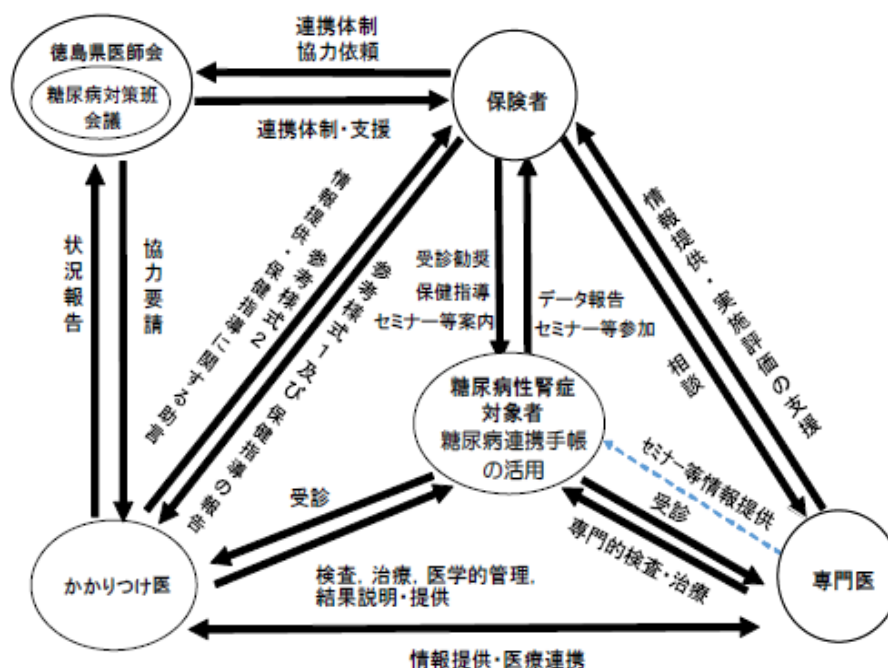 連携体制
協力依頼
徳島県医師会
糖尿病対策班
会議
保険者
連携体制・支援
状況報告
協力要請
情報提供・保健指導に関する助言
参考様式2
参考様式1及び保健指導の報告
受診勧奨
保健指導
セミナー等案内
データ報告
セミナー等参加
情報提供・実施評価の支援
相談
糖尿病性腎症
対象者
糖尿病連携手帳
の活用
セミナー等情報提供
受診
受診
専門的検査・治療
かかりつけ医
検査，治療，医学的管理，
結果説明・提供
専門医
情報提供・医療連携